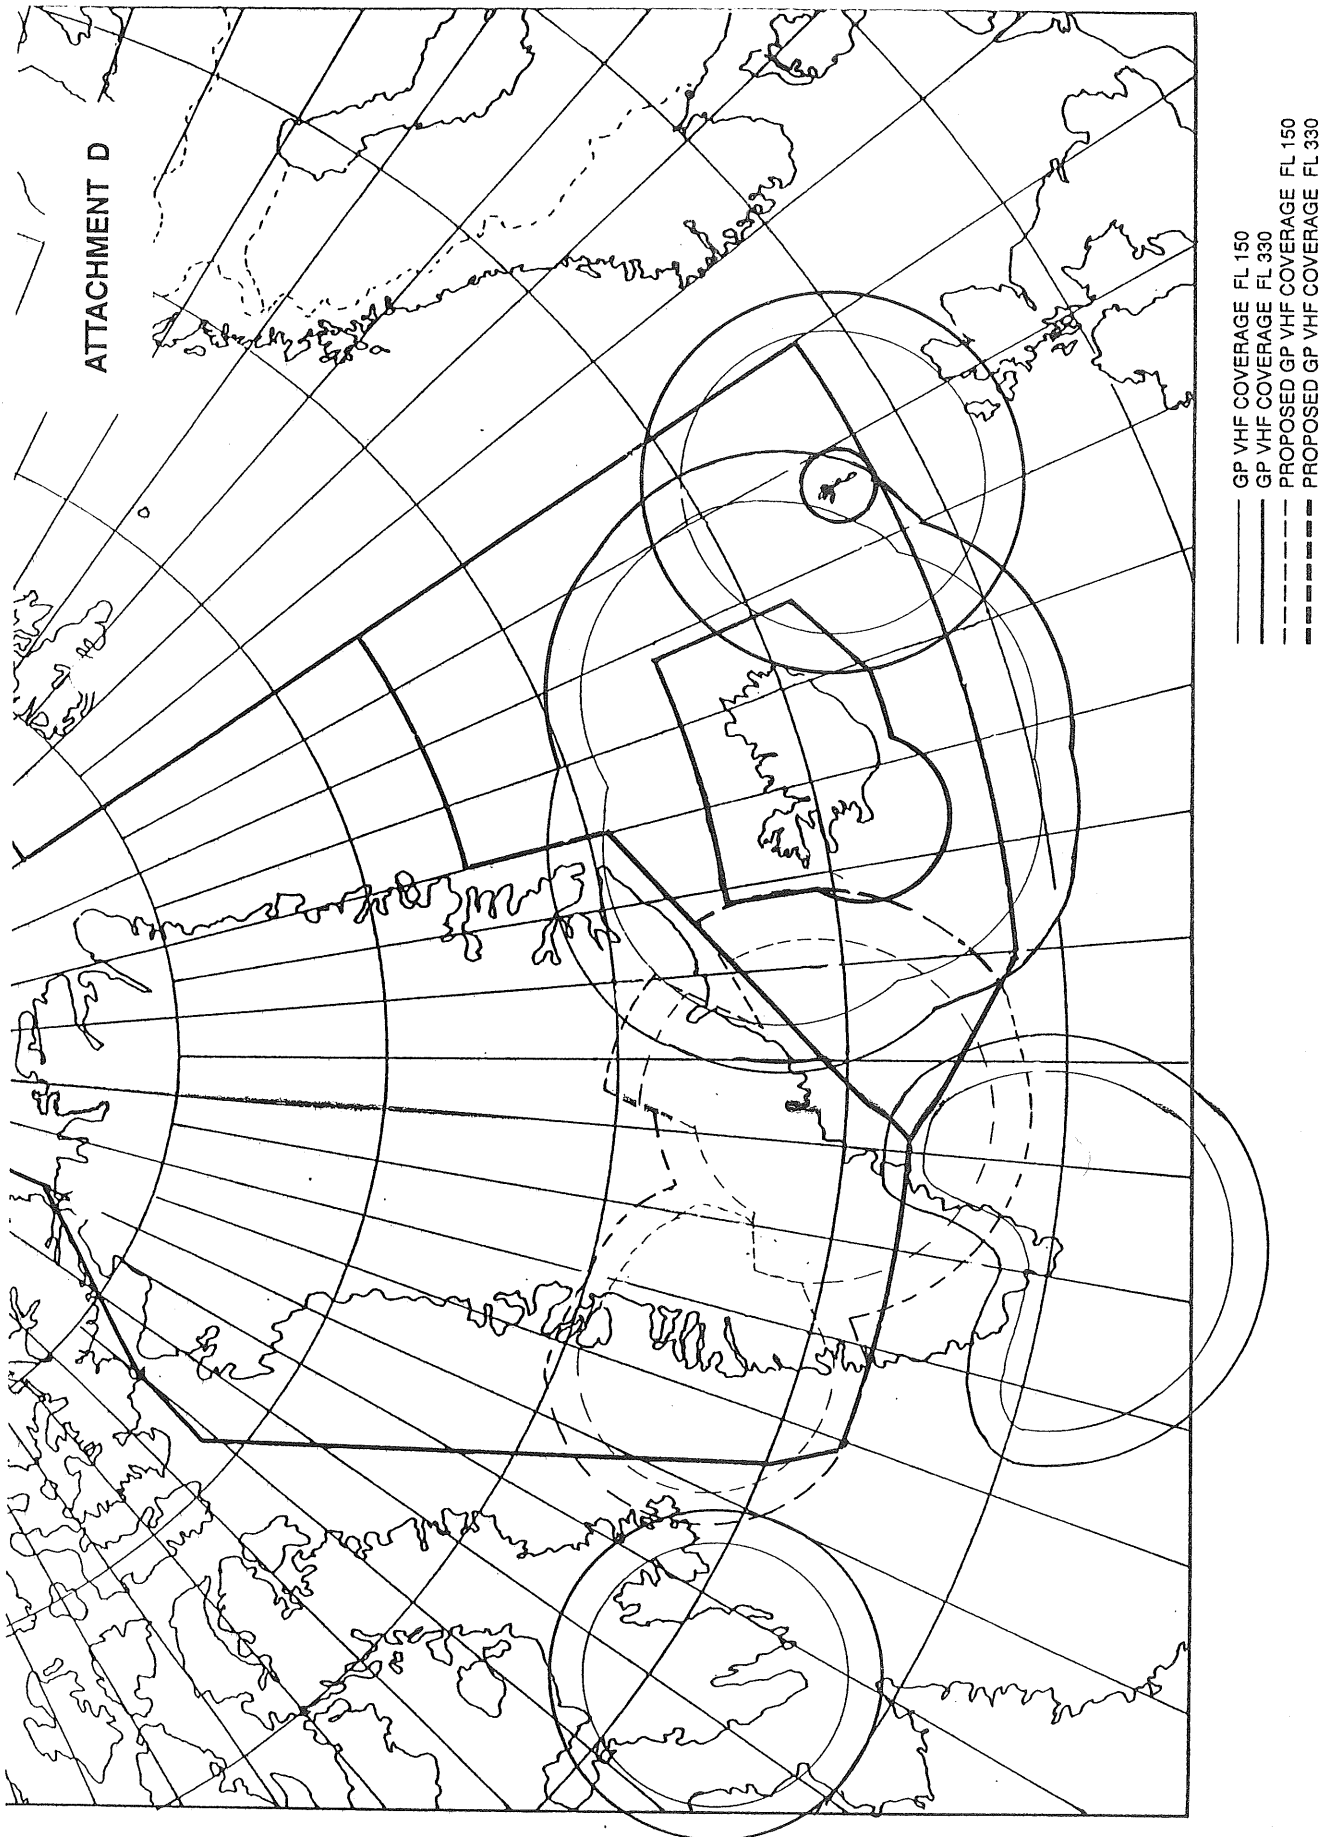 ATTACHMENT D
GP VHF COVERAGE FL 150
GP VHF COVERAGE FL 330
PROPOSED GP VHF COVERAGE FL 150
PROPOSED GP VHF COVERAGE FL 330